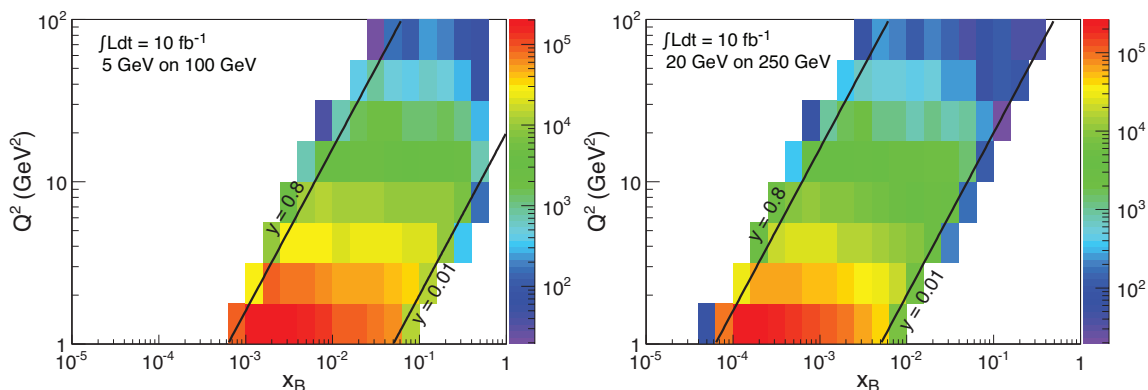 ∫Ldt = 10 fb⁻¹
5 GeV on 100 GeV
Q² (GeV²)
10²
10
1
y = 0.8
y = 0.01
10⁻⁵ 10⁻⁴ 10⁻³ 10⁻² 10⁻¹ 1
x_B
10⁵
10⁴
10³
10²
∫Ldt = 10 fb⁻¹
20 GeV on 250 GeV
Q² (GeV²)
10²
10
1
y = 0.8
y = 0.01
10⁻⁵ 10⁻⁴ 10⁻³ 10⁻² 10⁻¹ 1
x_B
10⁵
10⁴
10³
10²